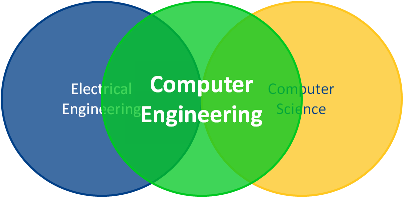 Electrical
Engineering
Computer
Engineering
Computer
Science